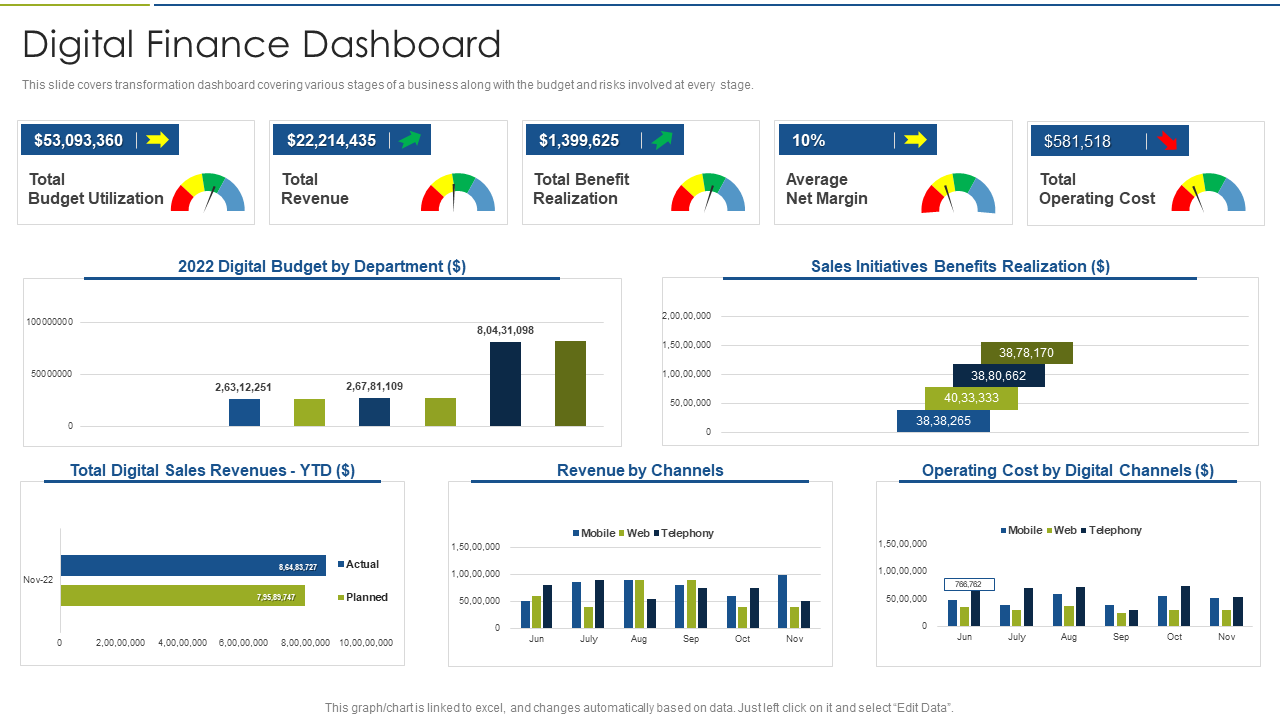 Digital Finance Dashboard
This slide covers transformation dashboard covering various stages of a business along with the budget and risks involved at every stage.
$53,093,360
Total
Budget Utilization
$22,214,435
Total
Revenue
$1,399,625
Total Benefit
Realization
10%
Average
Net Margin
$581,518
Total
Operating Cost
2022 Digital Budget by Department ($)
100000000
50000000
0
2,63,12,251
2,67,81,109
8,04,31,098
Sales Initiatives Benefits Realization ($)
2,00,00,000
1,50,00,000
1,00,00,000
50,00,000
0
38,78,170
38,80,662
40,33,333
38,38,265
Total Digital Sales Revenues - YTD ($)
Nov-22
8,64,83,727
7,95,89,747
Actual
Planned
0
2,00,00,000
4,00,00,000
6,00,00,000
8,00,00,000
10,00,00,000
Revenue by Channels
Mobile Web Telephony
1,50,00,000
1,00,00,000
50,00,000
0
Jun July Aug Sep Oct Nov
Operating Cost by Digital Channels ($)
Mobile Web Telephony
1,50,00,000
1,00,00,000
50,00,000
0
766,762
Jun July Aug Sep Oct Nov
This graph/chart is linked to excel, and changes automatically based on data. Just left click on it and select “Edit Data”.